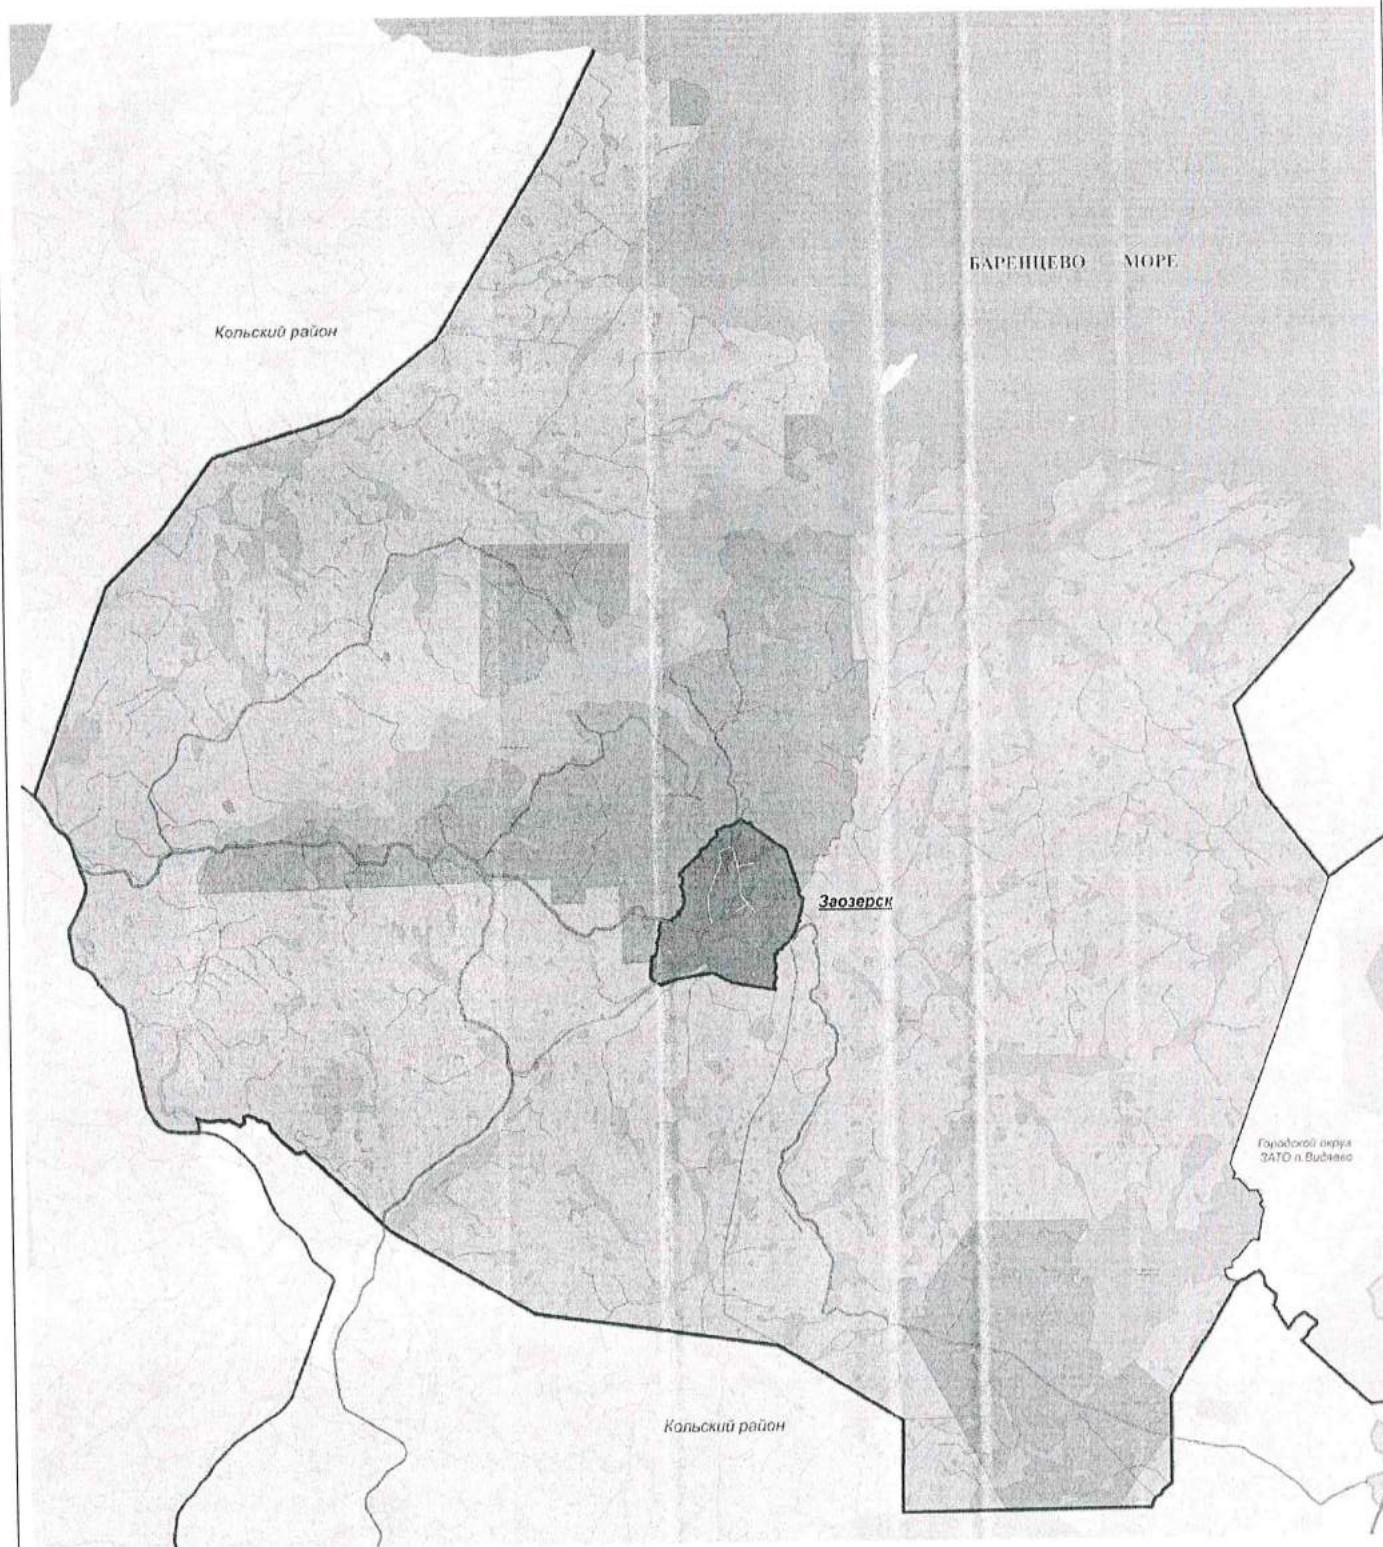 БАРЕНЦЕВО МОРЕ
Кольский район
Заозерск
Городской округ
ЗАТО п.Видяево
Кольский район